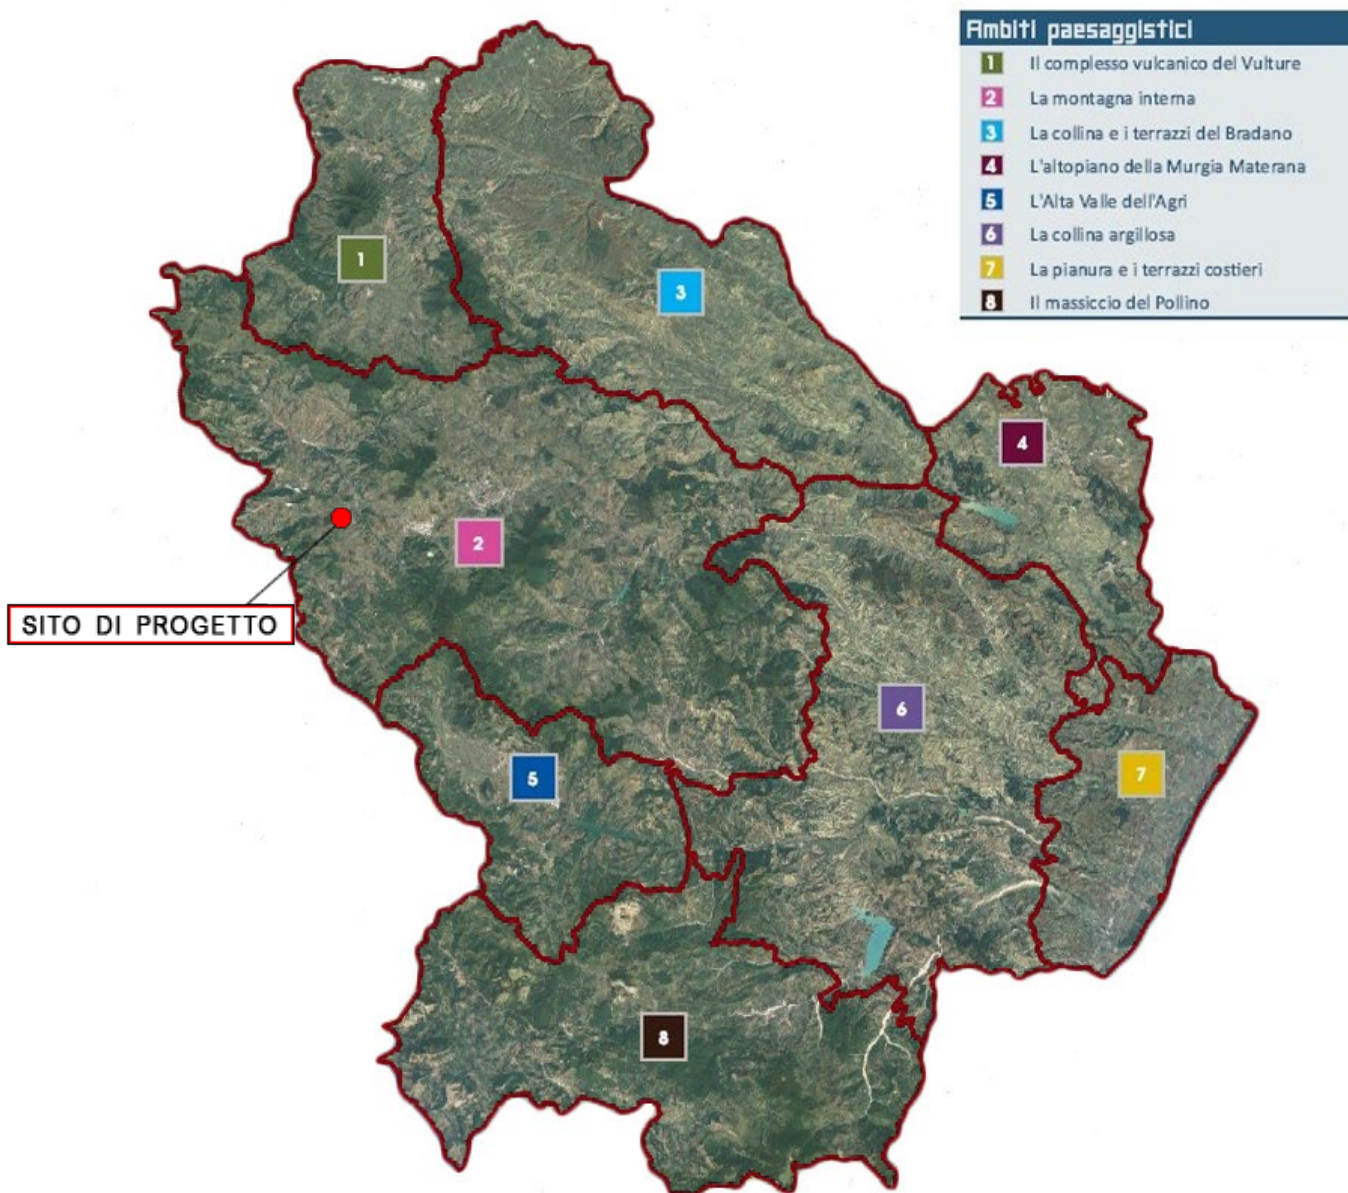 Ambiti paesaggistici
1 Il complesso vulcanico del Vulture
2 La montagna interna
3 La collina e i terrazzi del Bradano
4 L'altopiano della Murgia Materana
5 L'Alta Valle dell'Agri
6 La collina argillosa
7 La pianura e i terrazzi costieri
8 Il massiccio del Pollino
1
3
4
2
SITO DI PROGETTO
6
7
5
8